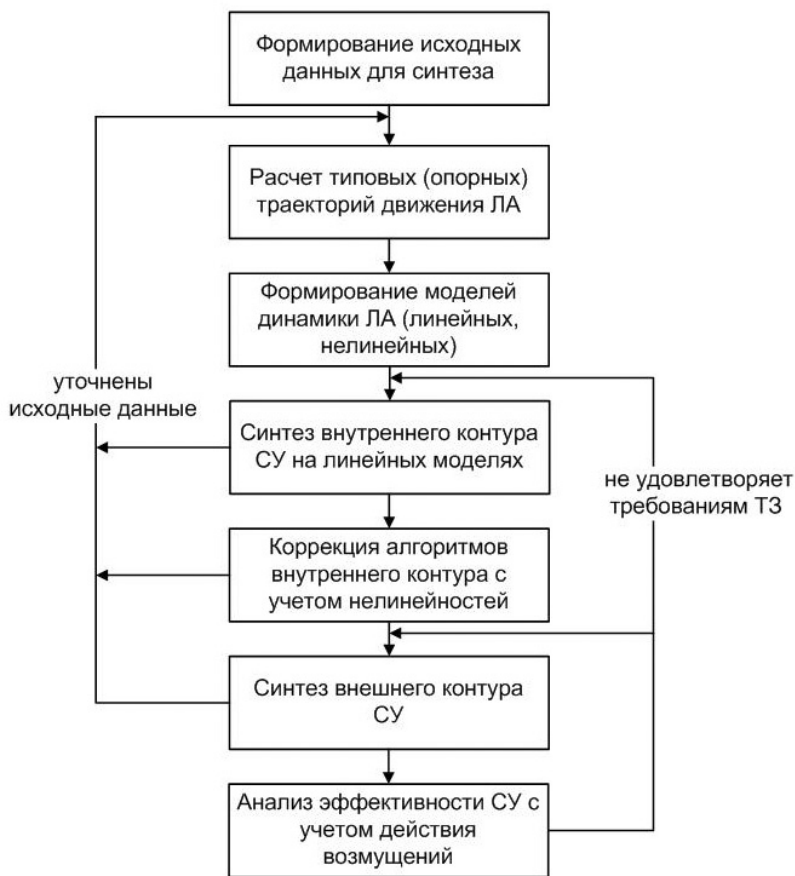 Формирование исходных
данных для синтеза
Расчет типовых (опорных)
траекторий движения ЛА
Формирование моделей
динамики ЛА (линейных,
нелинейных)
уточнены
исходные данные
Синтез внутреннего контура
СУ на линейных моделях
не удовлетворяет
требованиям ТЗ
Коррекция алгоритмов
внутреннего контура с
учетом нелинейностей
Синтез внешнего контура
СУ
Анализ эффективности СУ с
учетом действия
возмущений